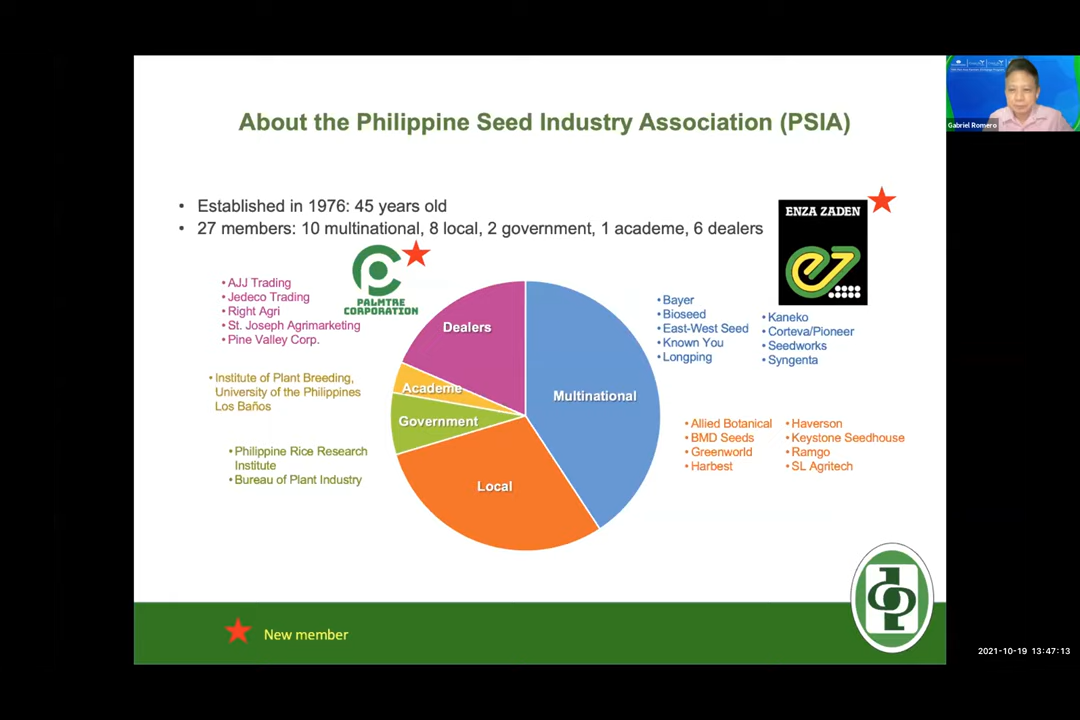 About the Philippine Seed Industry Association (PSIA)
• Established in 1976: 45 years old
• 27 members: 10 multinational, 8 local, 2 government, 1 academe, 6 dealers
ENZA ZADEN
PALMTRE
CORPORATION
• AJJ Trading
• Jedeco Trading
• Right Agri
• St. Joseph Agrimarketing
• Pine Valley Corp.
• Institute of Plant Breeding,
University of the Philippines
Los Baños
• Philippine Rice Research
Institute
• Bureau of Plant Industry
Dealers
Academe
Government
Multinational
Local
• Bayer
• Bioseed
• East-West Seed
• Known You
• Longping
• Kaneko
• Corteva/Pioneer
• Seedworks
• Syngenta
• Allied Botanical
• BMD Seeds
• Greenworld
• Harbest
• Haverson
• Keystone Seedhouse
• Ramgo
• SL Agritech
New member
Gabriel Romero
2021-10-19 13:47:13